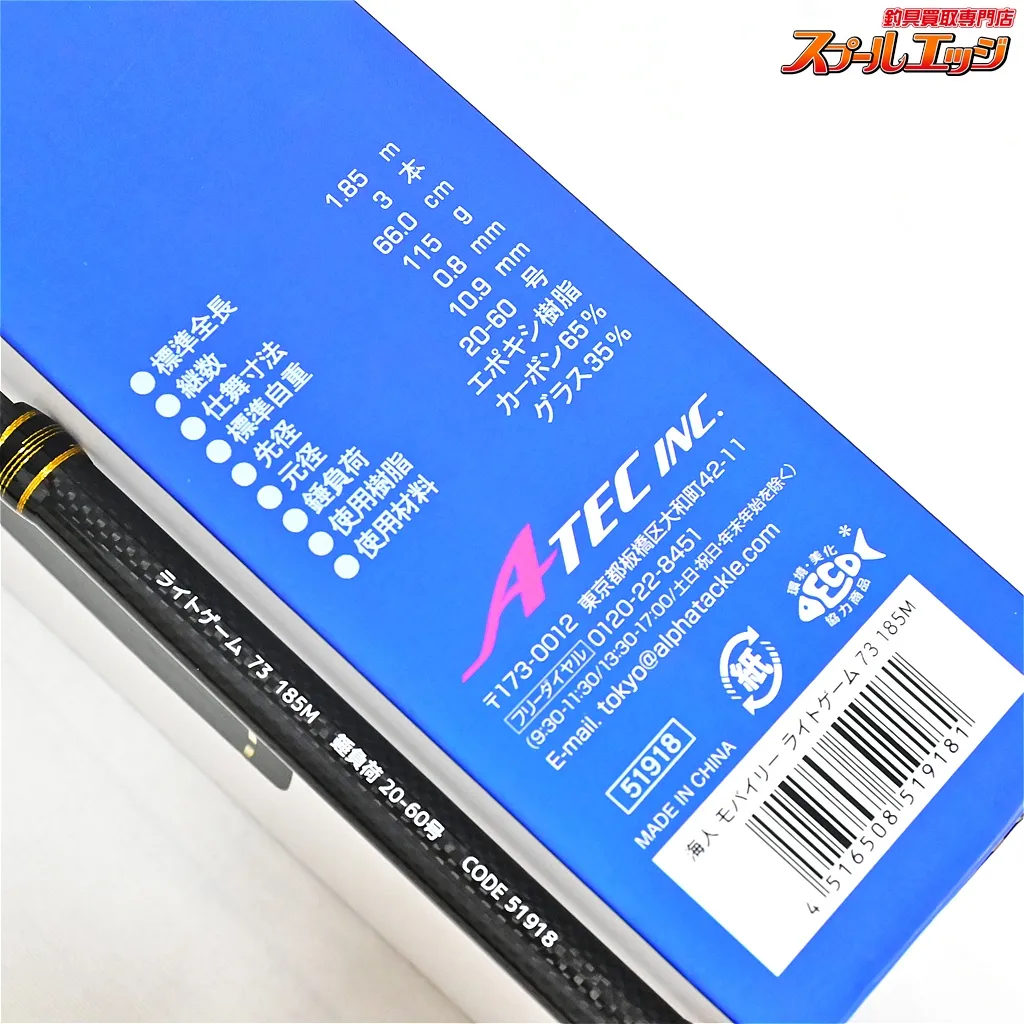 釣具買取専門店
スプールエッジ
●標準全長 1.85 m
●継数 3 本
●仕舞寸法 66.0 cm
●標準自重 115 g
●先径 0.8 mm
●元径 10.9 mm
●錘負荷 20-60 号
●使用樹脂 エポキシ樹脂
●使用材料 カーボン65%
グラス35%
A-TEC INC.
〒173-0012 東京都板橋区大和町42-11
フリーダイヤル 0120-22-8451
(9:30-11:30/13:30-17:00/土日・祝日・年末年始を除く)
E-mail. tokyo@alphatackle.com
51918
MADE IN CHINA
紙
環境・美化
ECO
協力商品
*
海人 モバイリー ライトゲーム 73 185M
4 516508 519181
ライトゲーム 73 185M 錘負荷 20-60号 CODE 51918